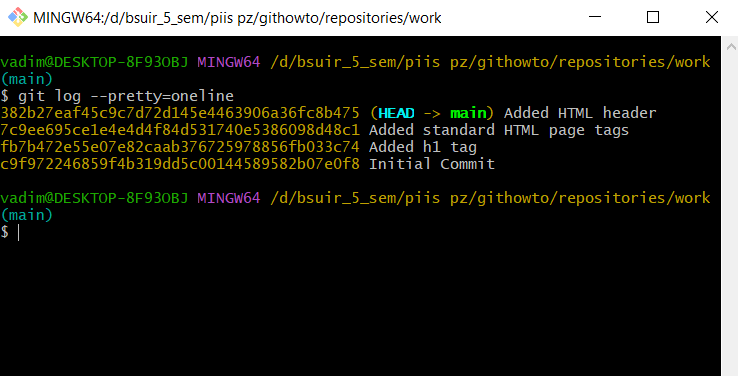 MINGW64:/d/bsuir_5_sem/piis pz/githowto/repositories/work
vadim@DESKTOP-8F93OBJ MINGW64 /d/bsuir_5_sem/piis pz/githowto/repositories/work
(main)
$ git log --pretty=oneline
382b27eaf45c9c7d72d145e4463906a36fc8b475 (HEAD -> main) Added HTML header
7c9ee695ce1e4e4d4f84d531740e5386098d48c1 Added standard HTML page tags
fb7b472e55e07e82caab376725978856fb033c74 Added h1 tag
c9f972246859f4b319dd5c00144589582b07e0f8 Initial Commit
vadim@DESKTOP-8F93OBJ MINGW64 /d/bsuir_5_sem/piis pz/githowto/repositories/work
(main)
$